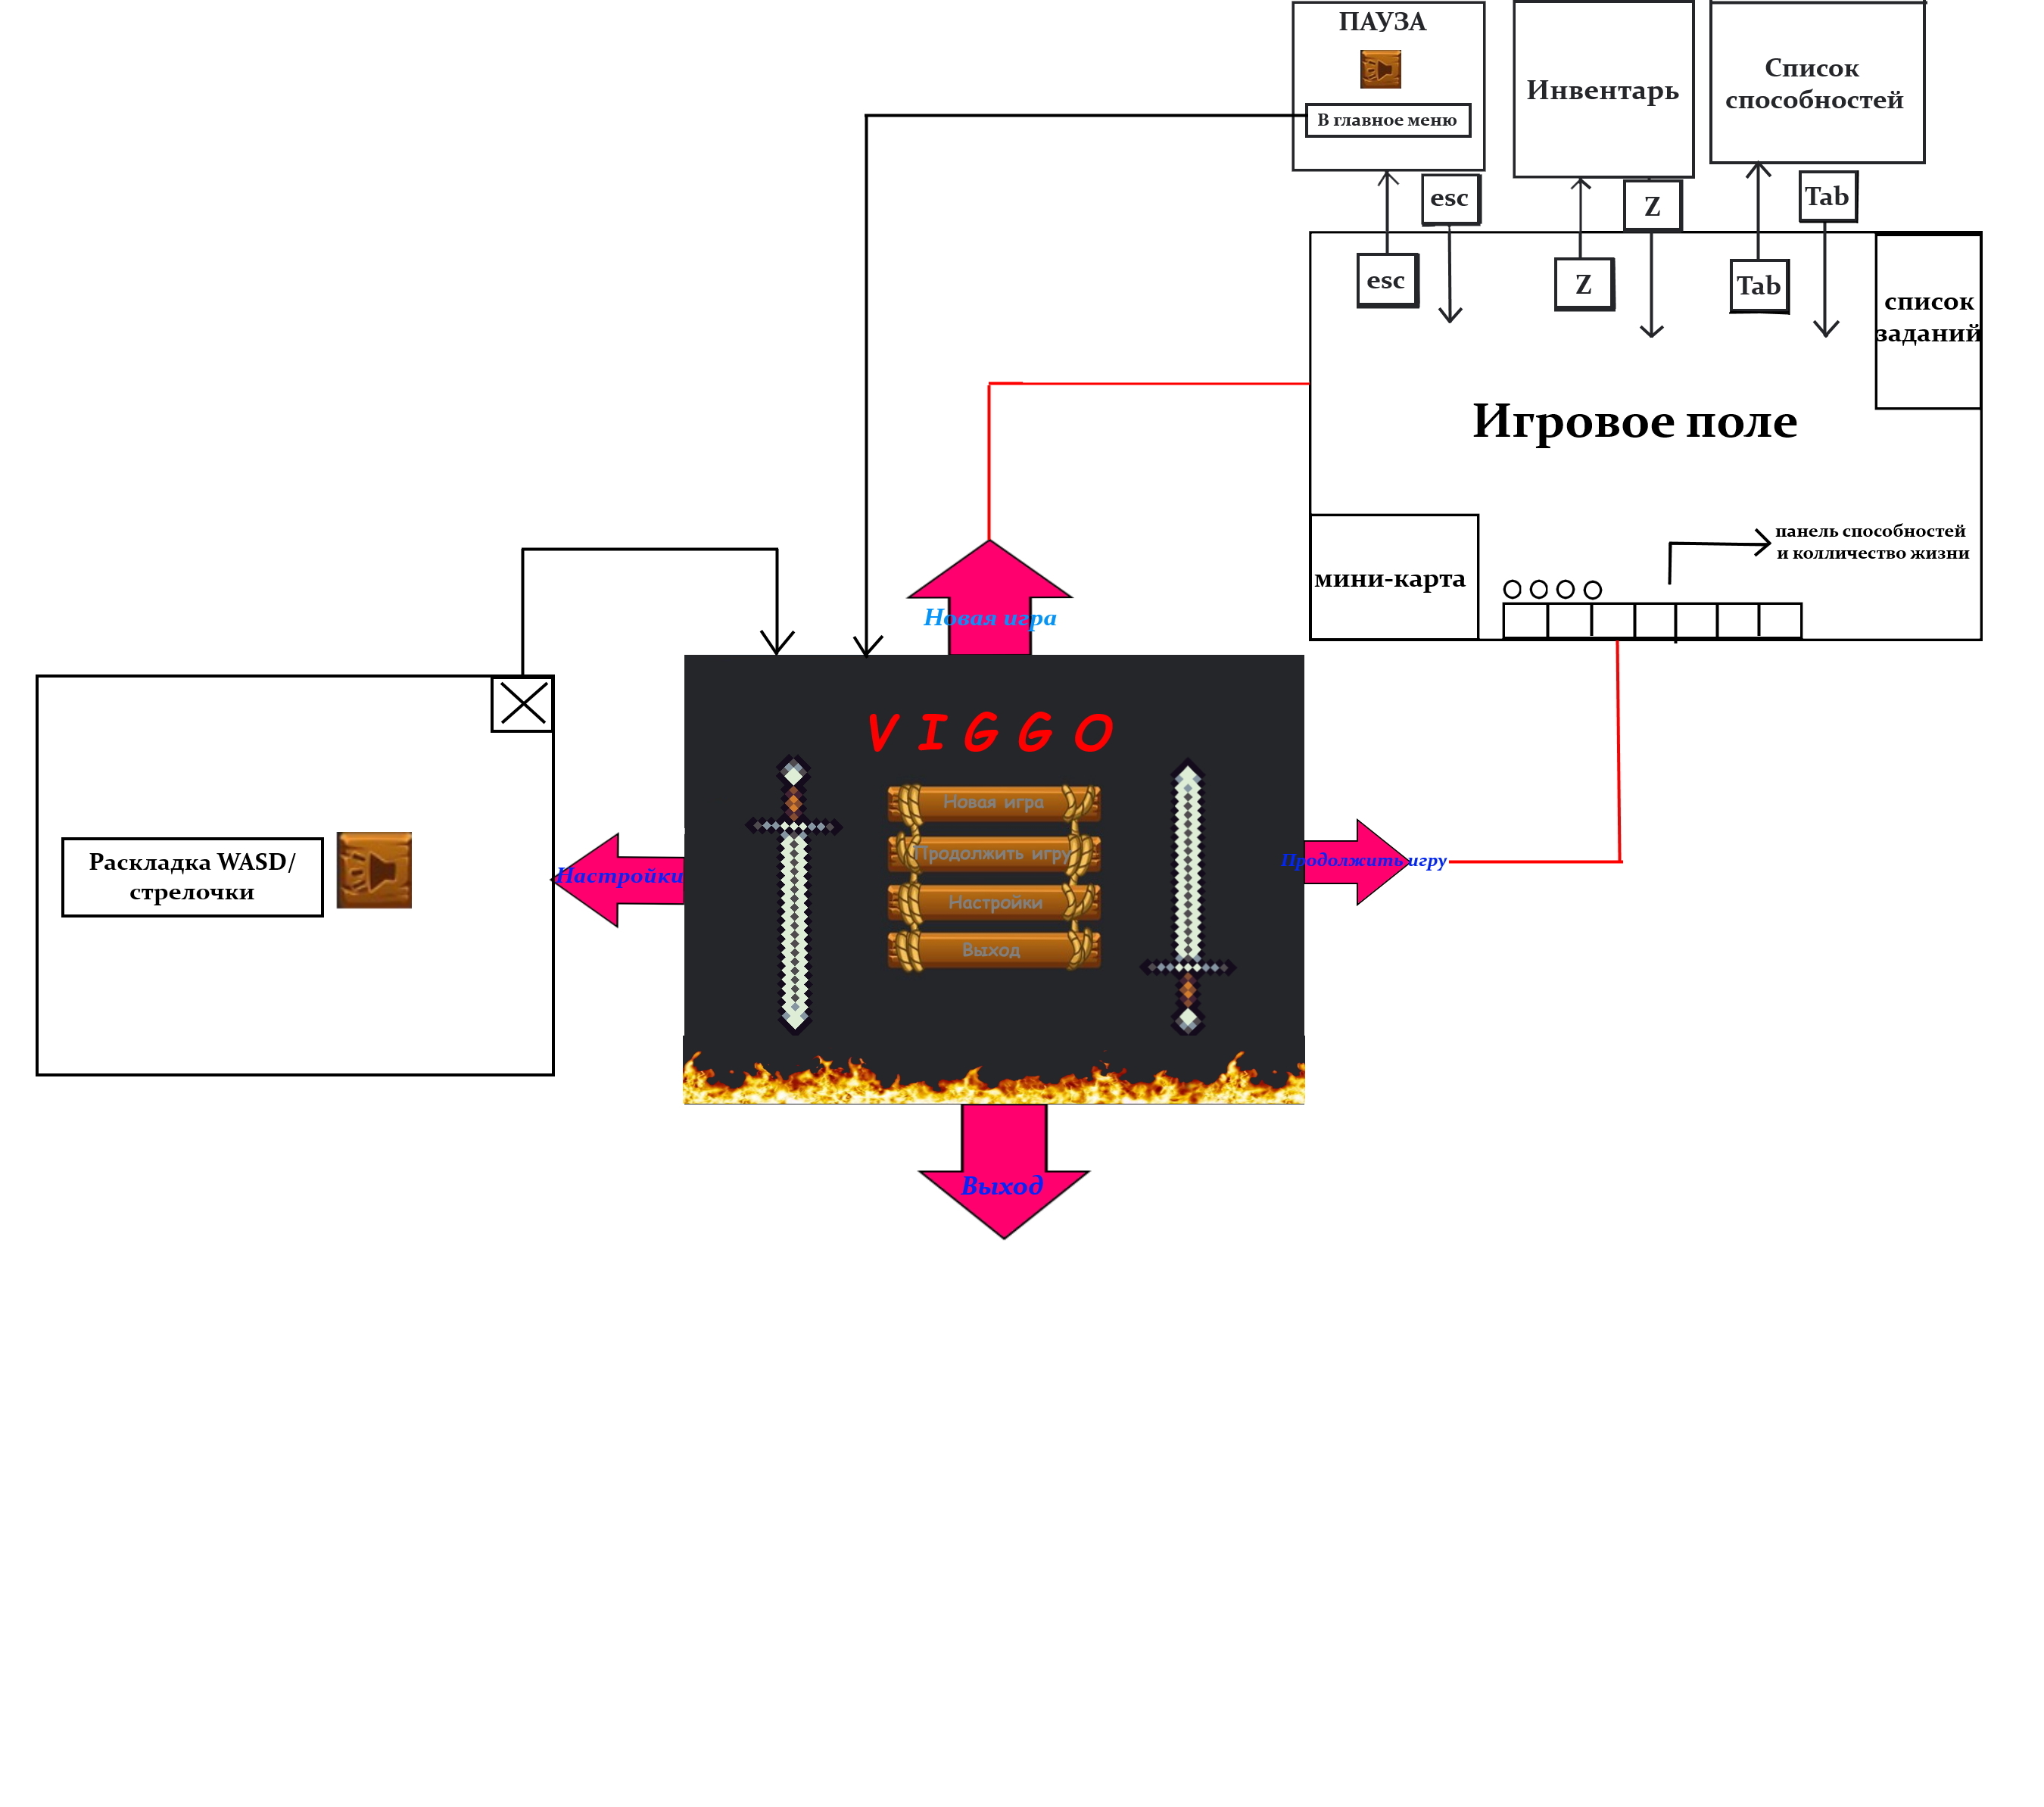 ПАУЗА
В главное меню
Инвентарь
Список
способностей
esc
Z
Tab
esc
Z
Tab
список
заданий
Игровое поле
панель способностей
и колличество жизни
мини-карта
Новая игра
VIGGO
Новая игра
Продолжить игру
Настройки
Выход
Раскладка WASD/
стрелочки
Настройки
Продолжить игру
Выход